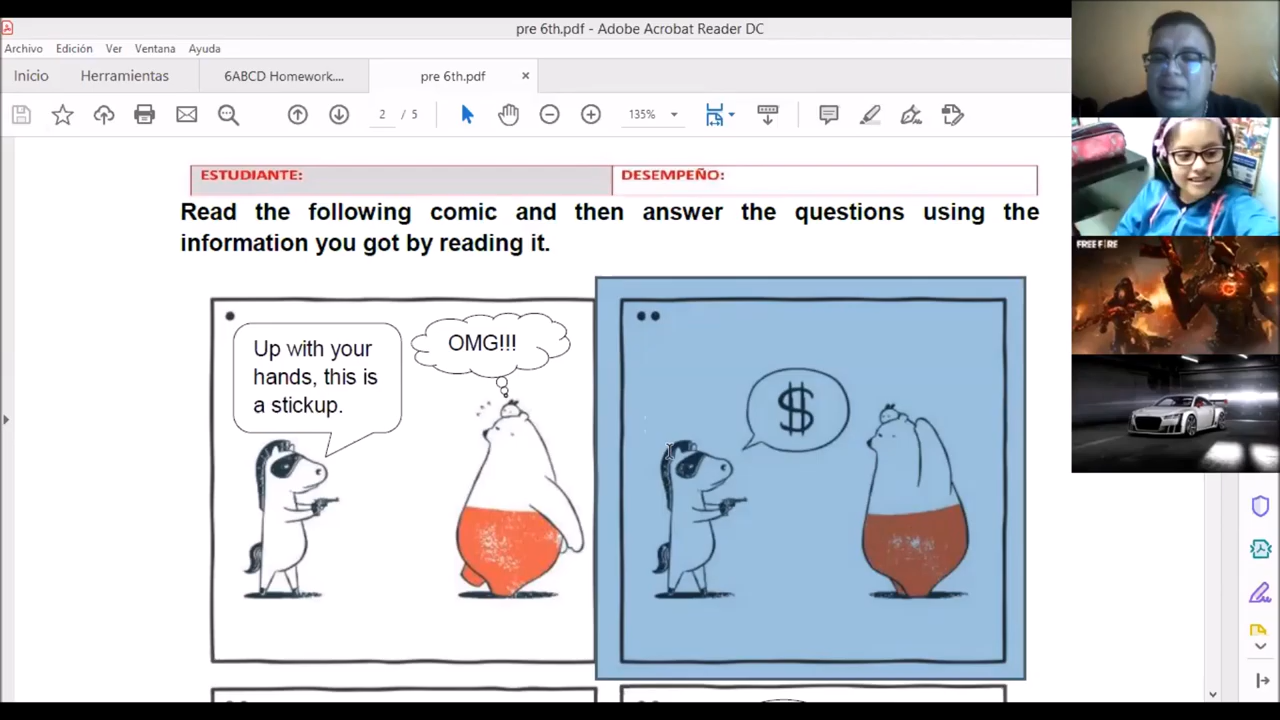 pre 6th.pdf - Adobe Acrobat Reader DC
Archivo Edición Ver Ventana Ayuda
Inicio Herramientas 6ABCD Homework.... pre 6th.pdf ×
2 / 5 135%
ESTUDIANTE: DESEMPEÑO:
Read the following comic and then answer the questions using the
information you got by reading it.
Up with your
hands, this is
a stickup.
OMG!!!
$
FREE FIRE